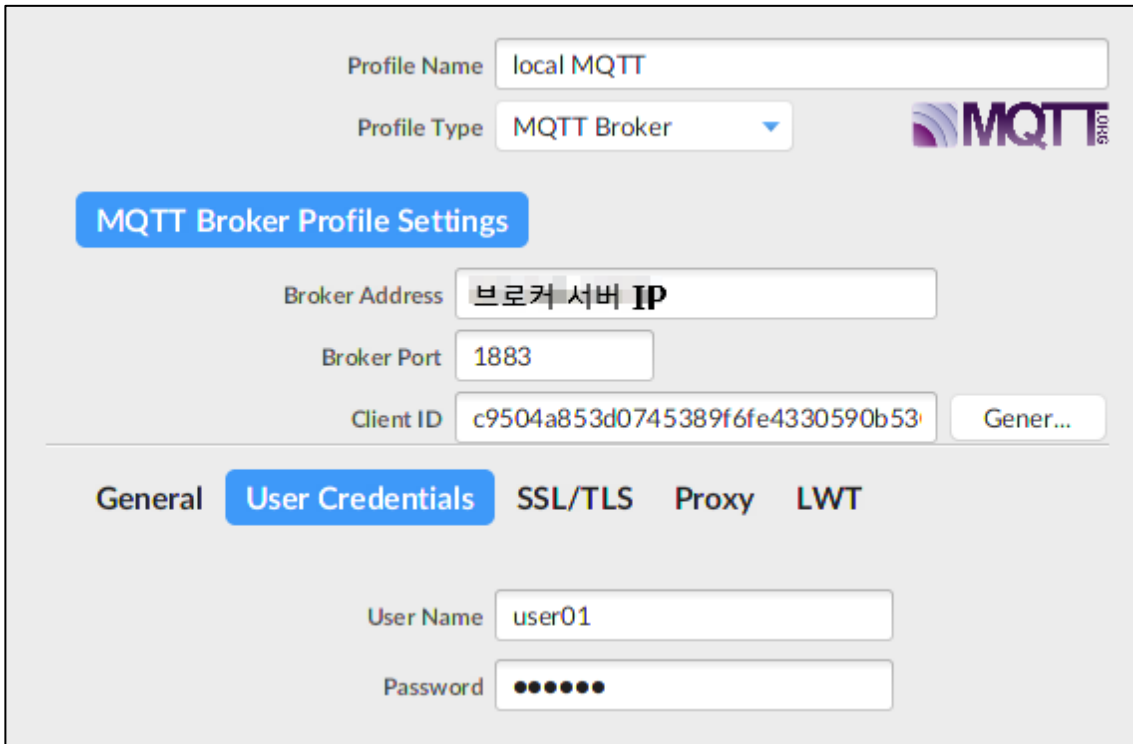 Profile Name local MQTT
Profile Type MQTT Broker
MQTT.ORG
MQTT Broker Profile Settings
Broker Address 브로커 서버 IP
Broker Port 1883
Client ID c9504a853d0745389f6fe4330590b53 Gener...
General User Credentials SSL/TLS Proxy LWT
User Name user01
Password ●●●●●●